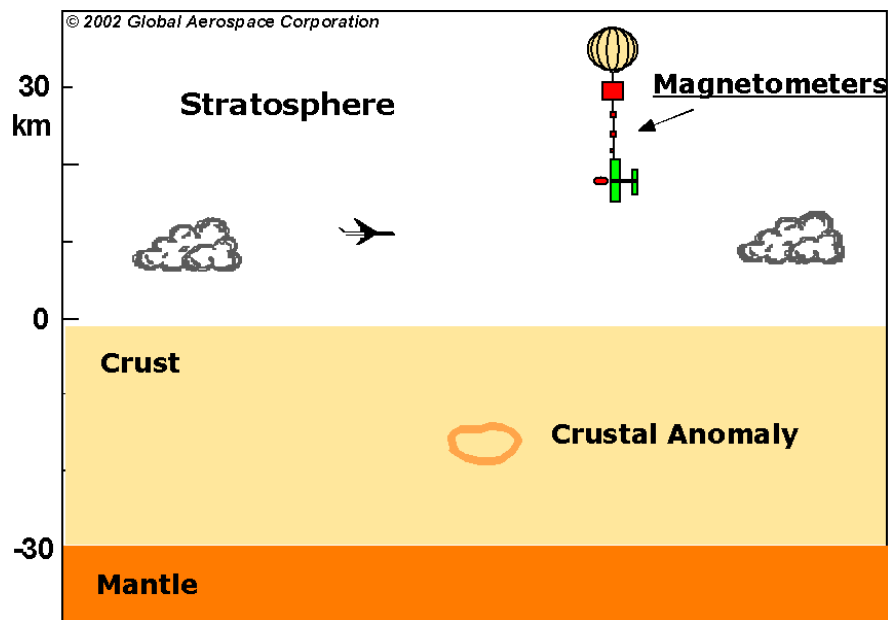 © 2002 Global Aerospace Corporation
30
km
Stratosphere
Magnetometers
0
Crust
Crustal Anomaly
-30
Mantle